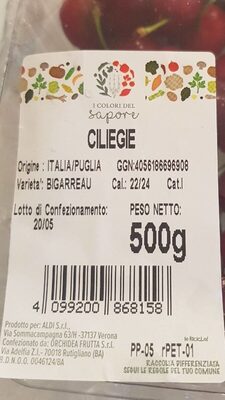 I COLORI DEL
sapore
CILIEGIE
Origine : ITALIA/PUGLIA GGN:4056186696908
Varieta': BIGARREAU Cal: 22/24 Cat.I
Lotto di Confezionamento: PESO NETTO:
20/05
500g
4 099200 868158
Prodotto per: ALDI S.r.l.,
Via Sommacampagna 63/H -37137 Verona
Confezionato da: ORCHIDEA FRUTTA S.r.l.
Via Adelfia Z.I. - 70018 Rutigliano (BA)
B.D.N.O.O. 0046124/BA
PP-05 rPET-01
RACCOLTA DIFFERENZIATA
SEGUI LE REGOLE DEL TUO COMUNE